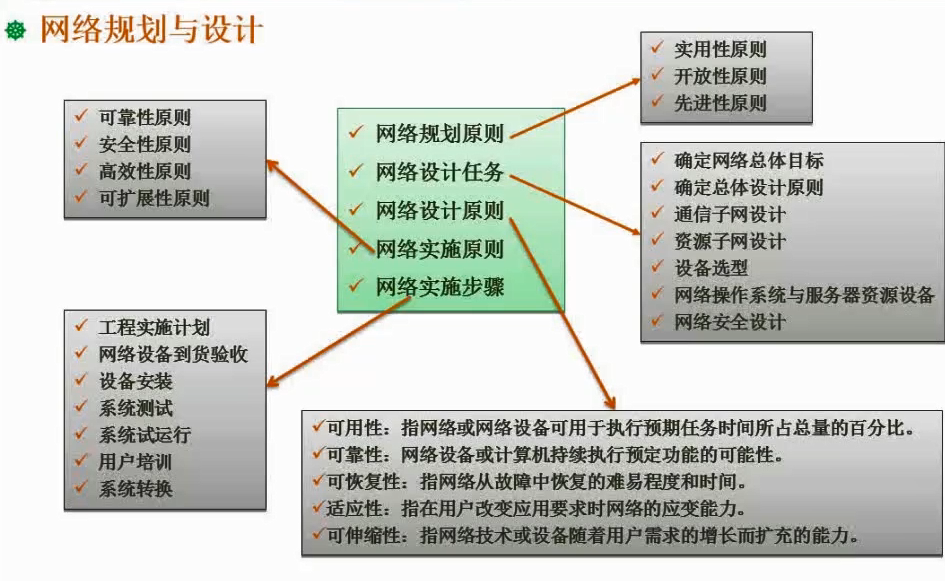 网络规划与设计
实用性原则
开放性原则
先进性原则
可靠性原则
安全性原则
高效性原则
可扩展性原则
网络规划原则
网络设计任务
网络设计原则
网络实施原则
网络实施步骤
确定网络总体目标
确定总体设计原则
通信子网设计
资源子网设计
设备选型
网络操作系统与服务器资源设备
网络安全设计
工程实施计划
网络设备到货验收
设备安装
系统测试
系统试运行
用户培训
系统转换
可用性：指网络或网络设备可用于执行预期任务时间所占总量的百分比。
可靠性：网络设备或计算机持续执行预定功能的可能性。
可恢复性：指网络从故障中恢复的难易程度和时间。
适应性：指在用户改变应用要求时网络的应变能力。
可伸缩性：指网络技术或设备随着用户需求的增长而扩充的能力。